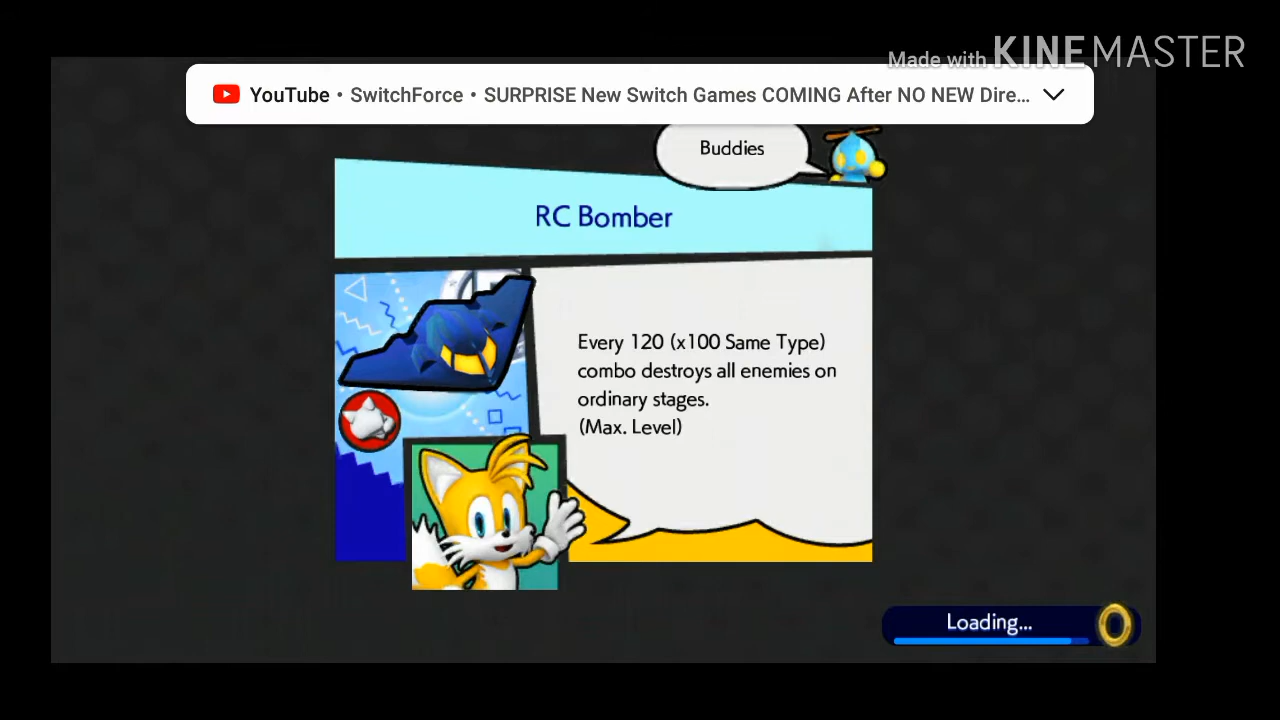 Made with KINEMASTER
YouTube • SwitchForce • SURPRISE New Switch Games COMING After NO NEW Dire...
Buddies
RC Bomber
Every 120 (x100 Same Type)
combo destroys all enemies on
ordinary stages.
(Max. Level)
Loading...